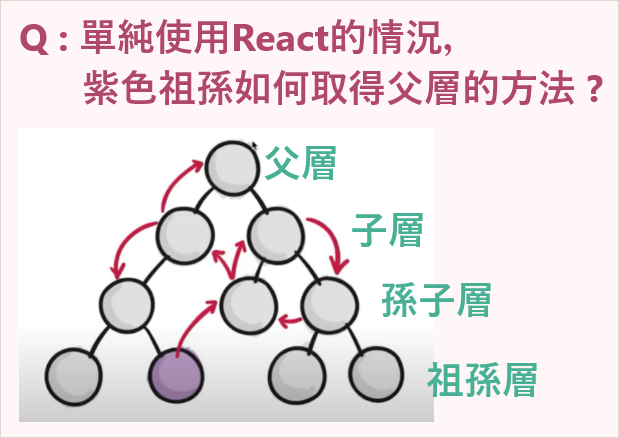 Q : 單純使用React的情況,
紫色祖孫如何取得父層的方法 ?
父層
子層
孫子層
祖孫層